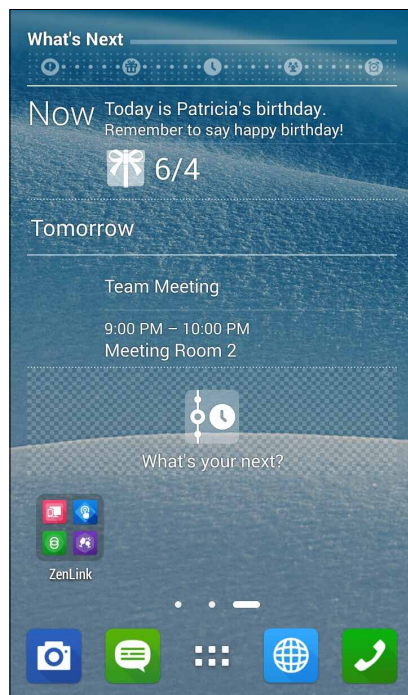 What's Next
Now
Today is Patricia's birthday.
Remember to say happy birthday!
6/4
Tomorrow
Team Meeting
9:00 PM – 10:00 PM
Meeting Room 2
What's your next?
ZenLink